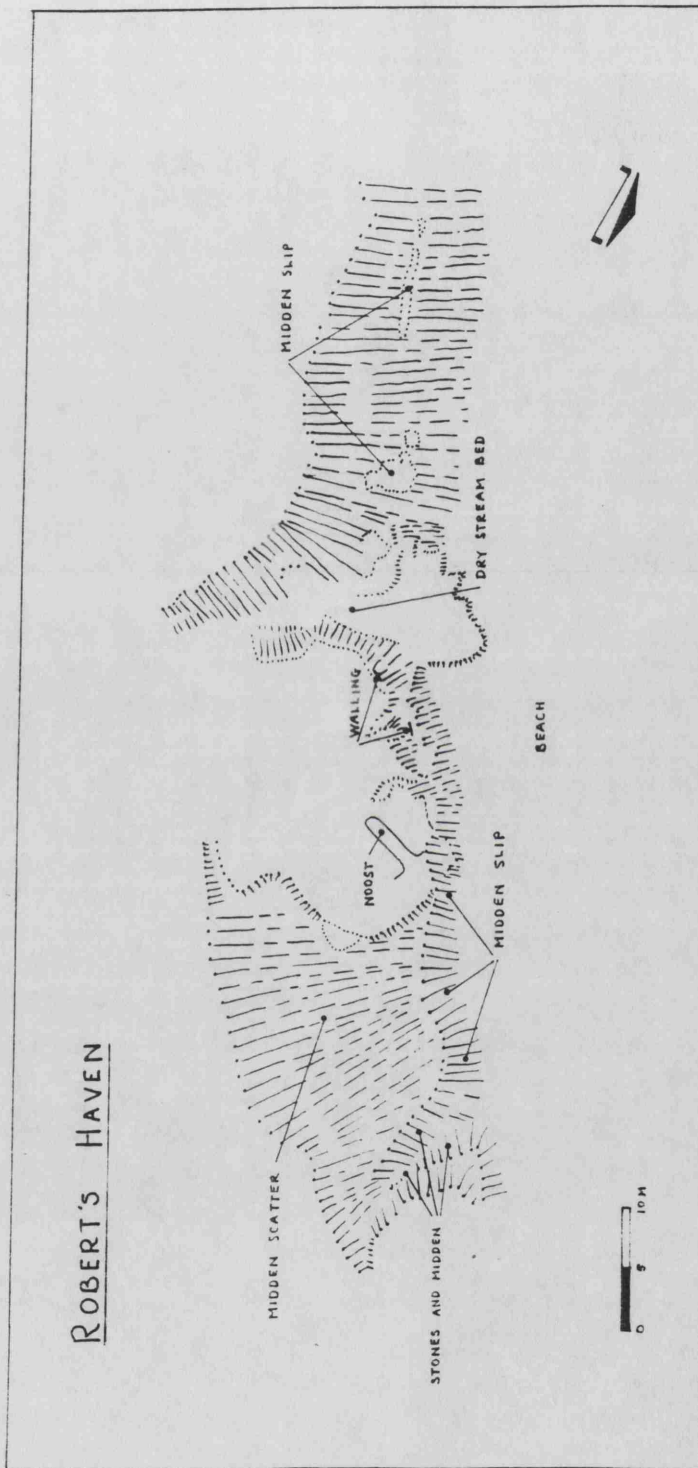 ROBERT'S HAVEN
MIDDEN SCATTER
STONES AND MIDDEN
MIDDEN SLIP
NOOST
WALLING
BEACH
DRY STREAM BED
MIDDEN SLIP
0 5 10 M